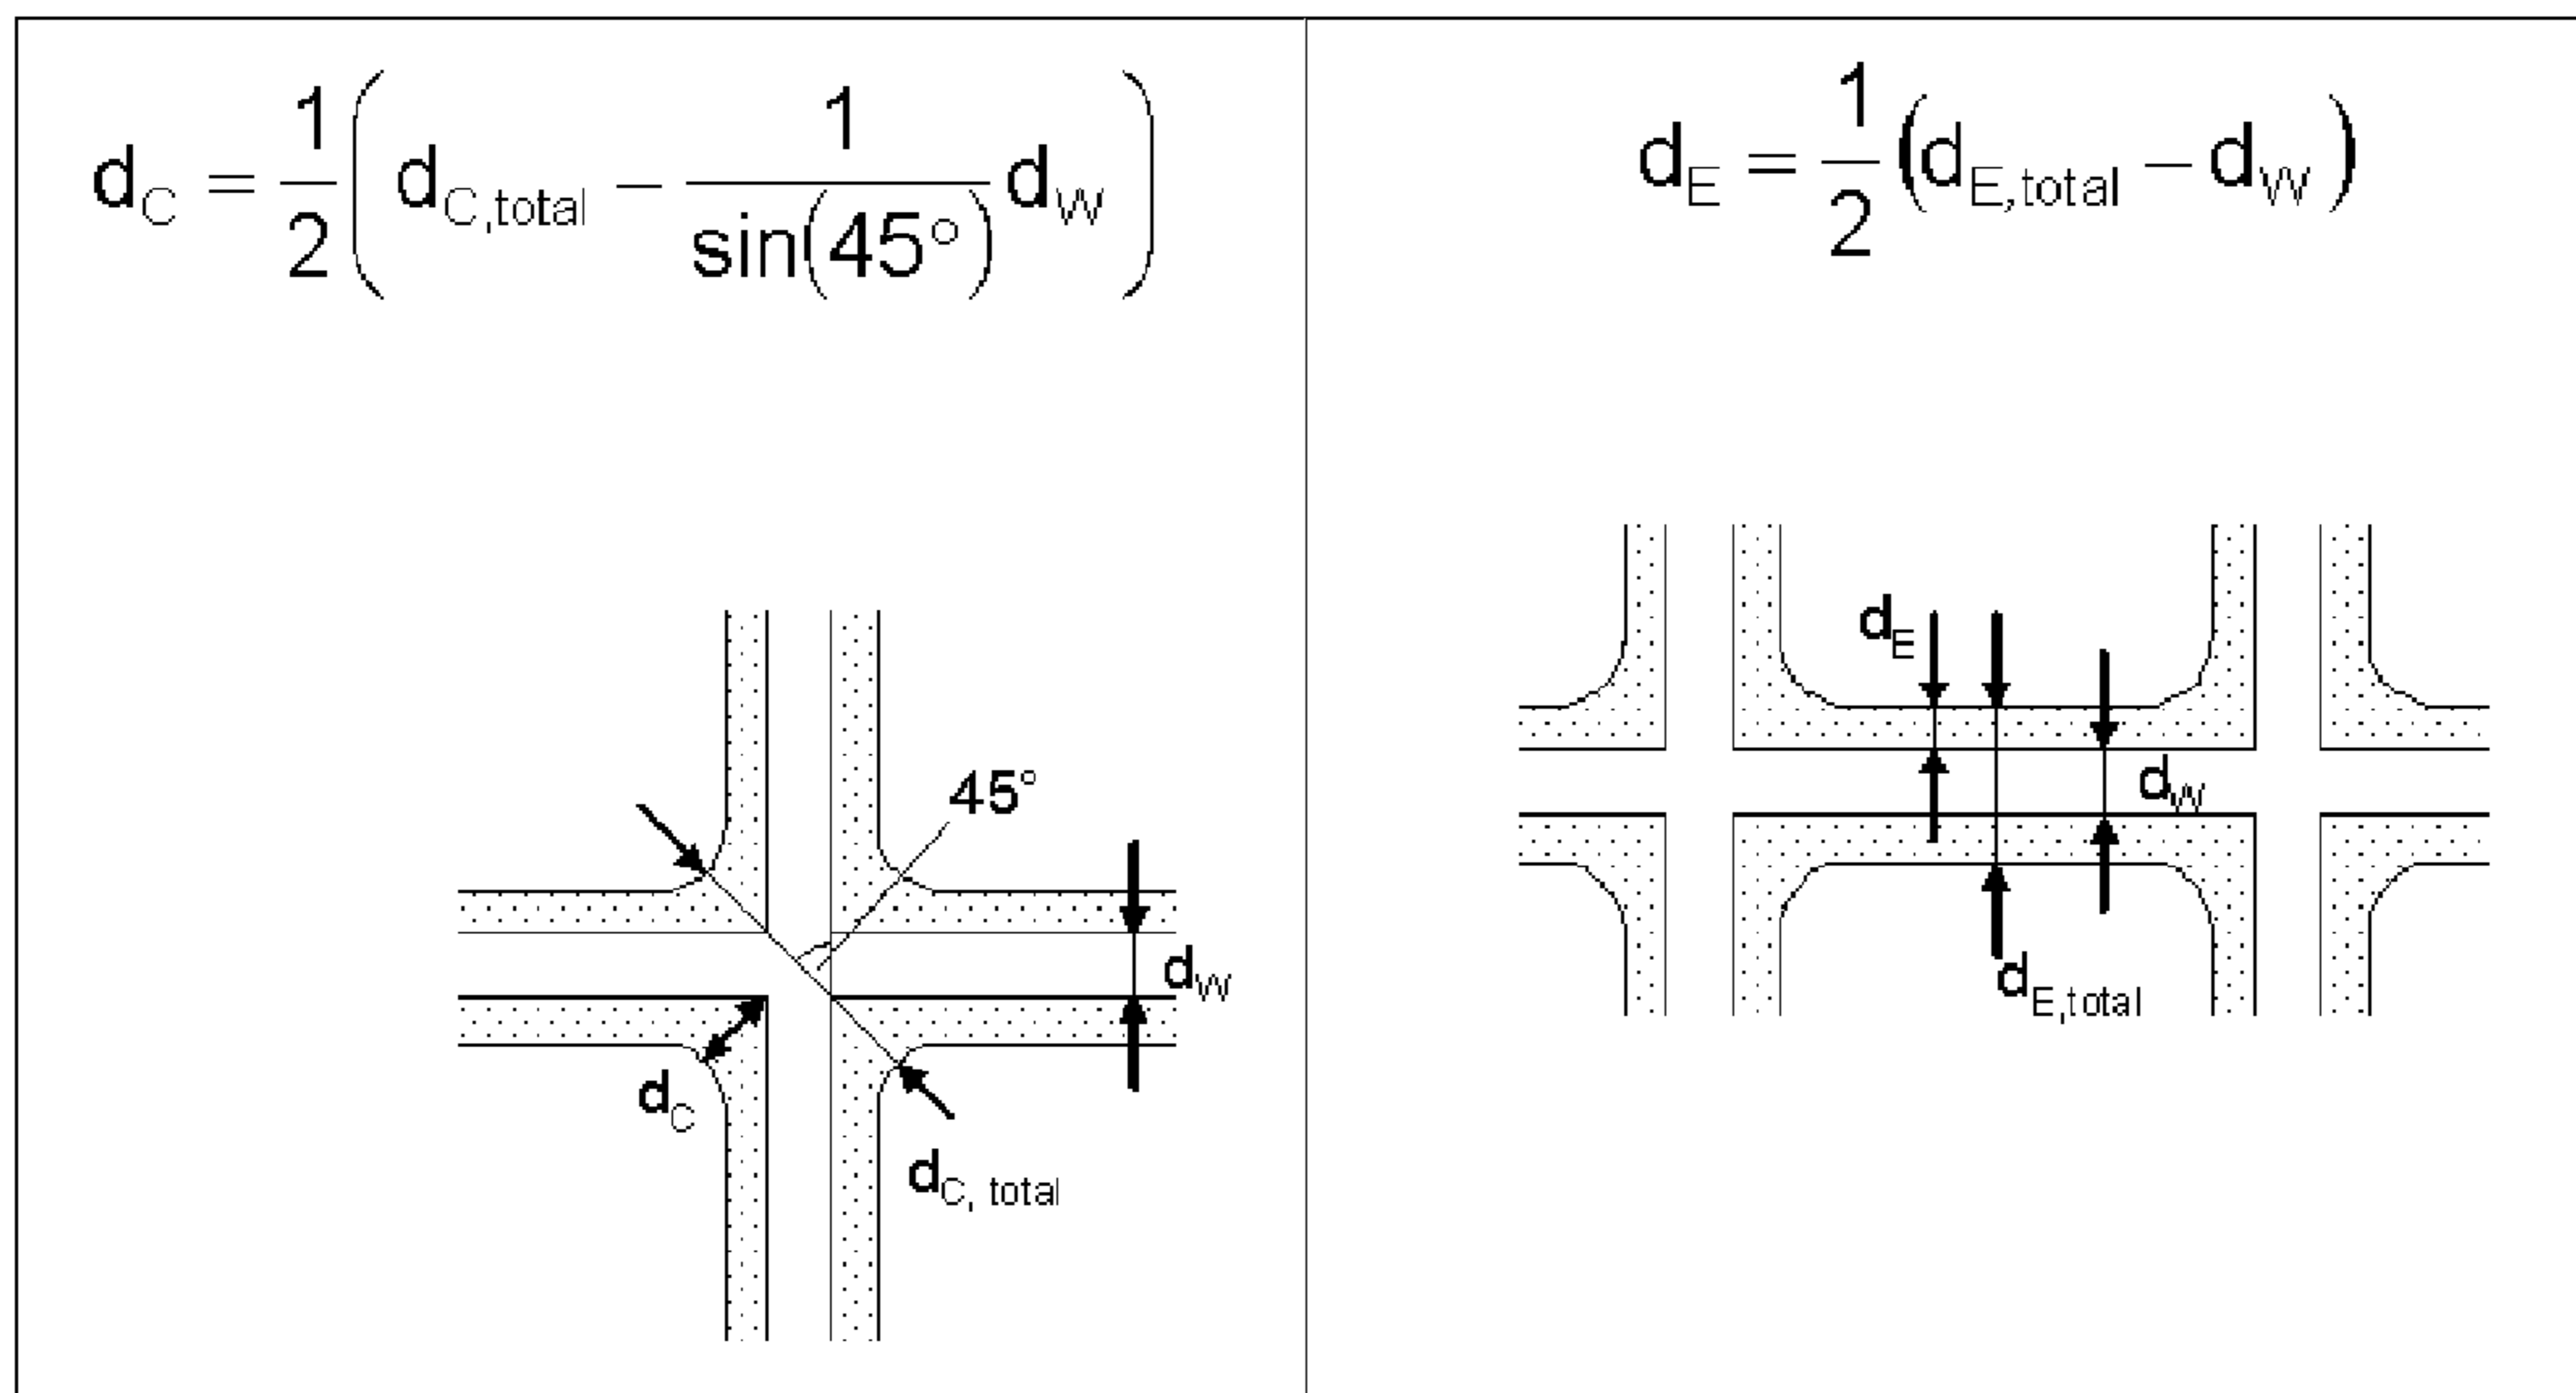 d_C = 1/2 ( d_C,total − 1/sin(45°) d_W )
45°
d_W
d_C
d_C, total
d_E = 1/2 (d_E,total − d_W)
d_E
d_W
d_E,total